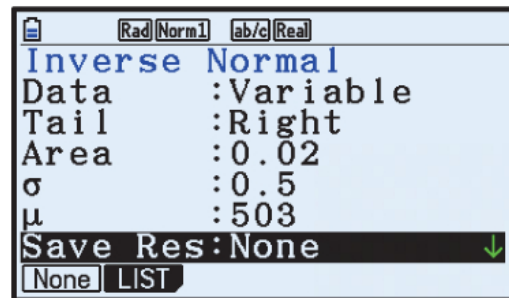 Rad Norm1 ab/c Real
Inverse Normal
Data :Variable
Tail :Right
Area :0.02
σ :0.5
μ :503
Save Res:None ↓
None LIST